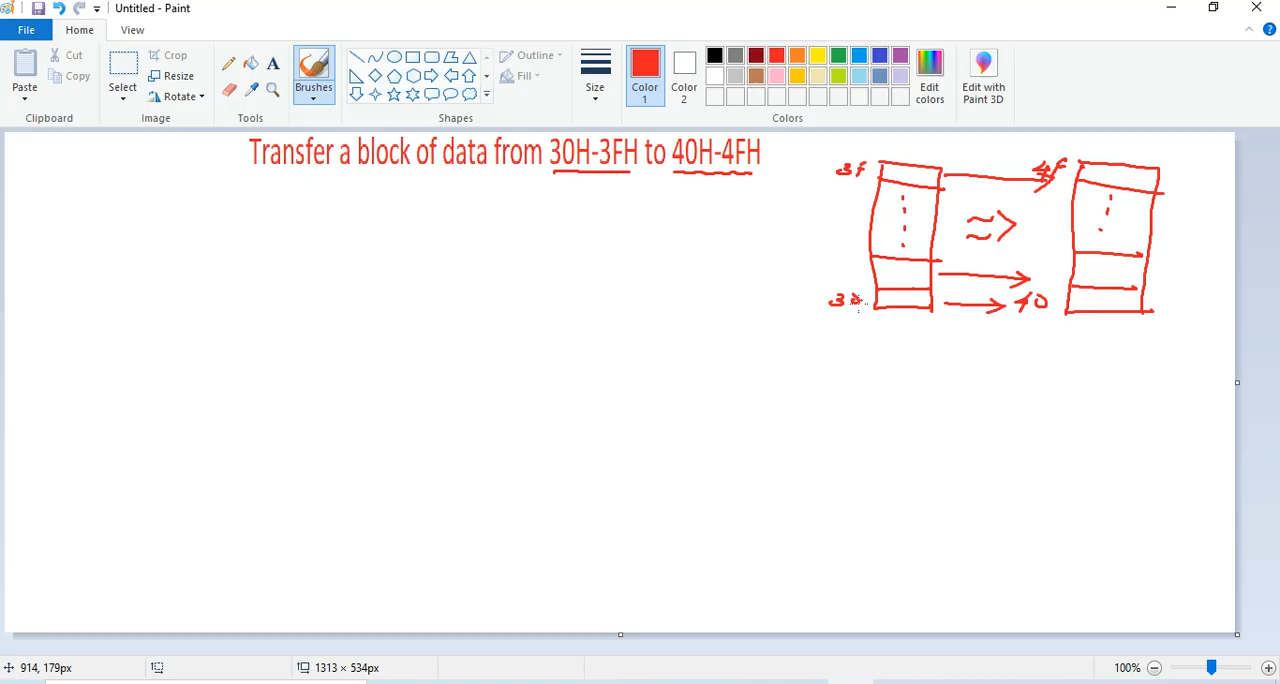 Untitled - Paint
File
Home
View
Paste
Cut
Copy
Clipboard
Select
Crop
Resize
Rotate
Image
Tools
Brushes
Shapes
Outline
Fill
Size
Color
1
Color
2
Edit
colors
Edit with
Paint 3D
Colors
Transfer a block of data from 30H-3FH to 40H-4FH
3f
4f
30
40
914, 179px
1313 × 534px
100%